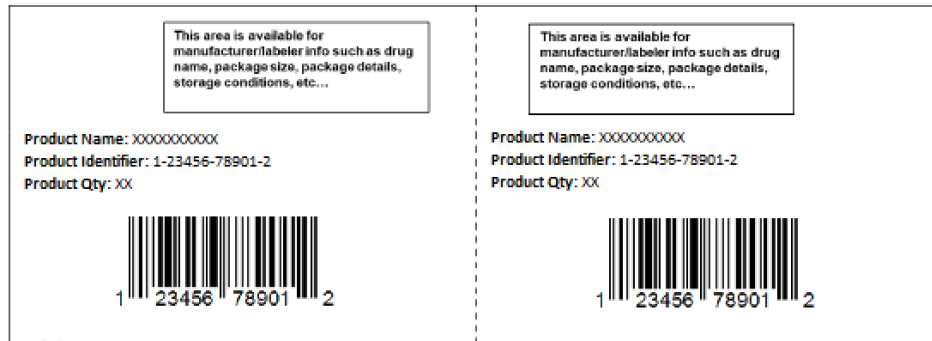 This area is available for
manufacturer/labeler info such as drug
name, package size, package details,
storage conditions, etc...
Product Name: XXXXXXXXXX
Product Identifier: 1-23456-78901-2
Product Qty: XX
1 23456 78901 2
This area is available for
manufacturer/labeler info such as drug
name, package size, package details,
storage conditions, etc...
Product Name: XXXXXXXXXX
Product Identifier: 1-23456-78901-2
Product Qty: XX
1 23456 78901 2